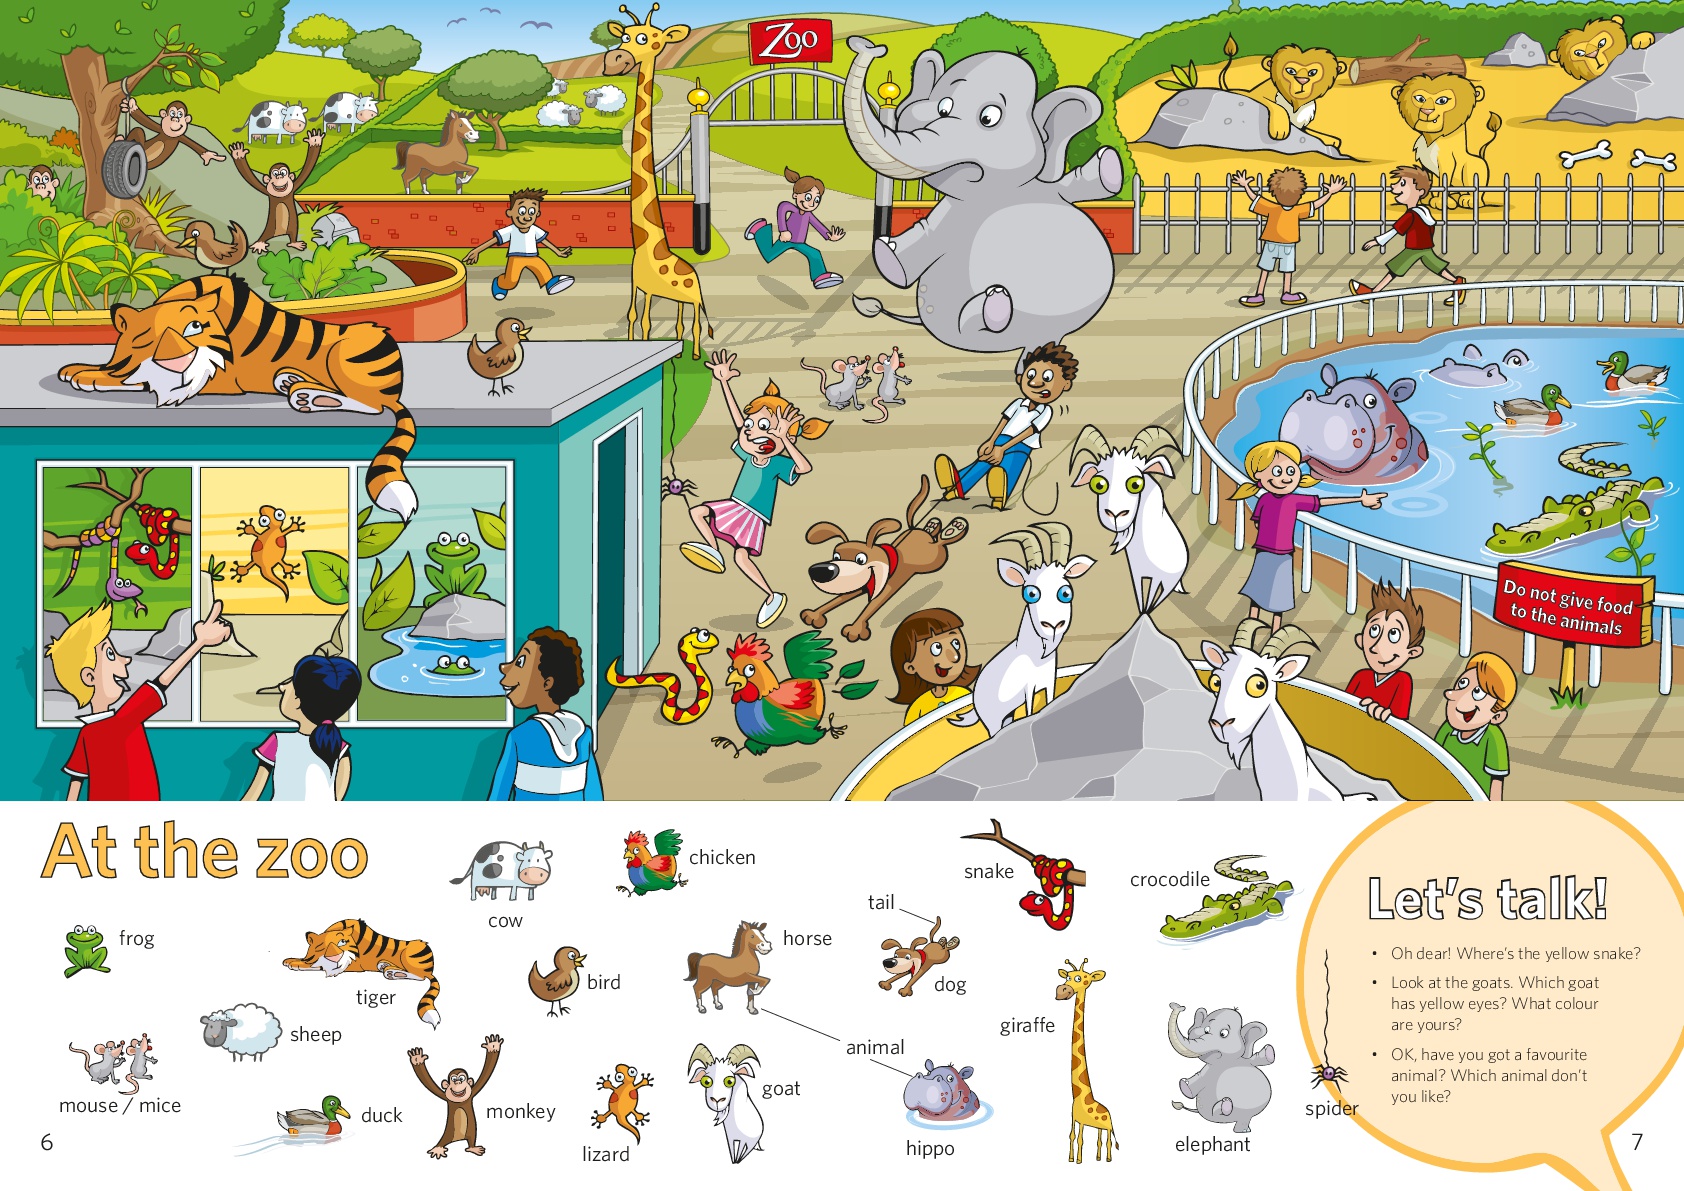 Zoo
Do not give food
to the animals
At the zoo
cow
chicken
snake
crocodile
tail
frog
tiger
bird
horse
dog
sheep
giraffe
animal
mouse / mice
duck
monkey
lizard
goat
hippo
elephant
spider
Let's talk!
• Oh dear! Where's the yellow snake?
• Look at the goats. Which goat
has yellow eyes? What colour
are yours?
• OK, have you got a favourite
animal? Which animal don't
you like?
6
7